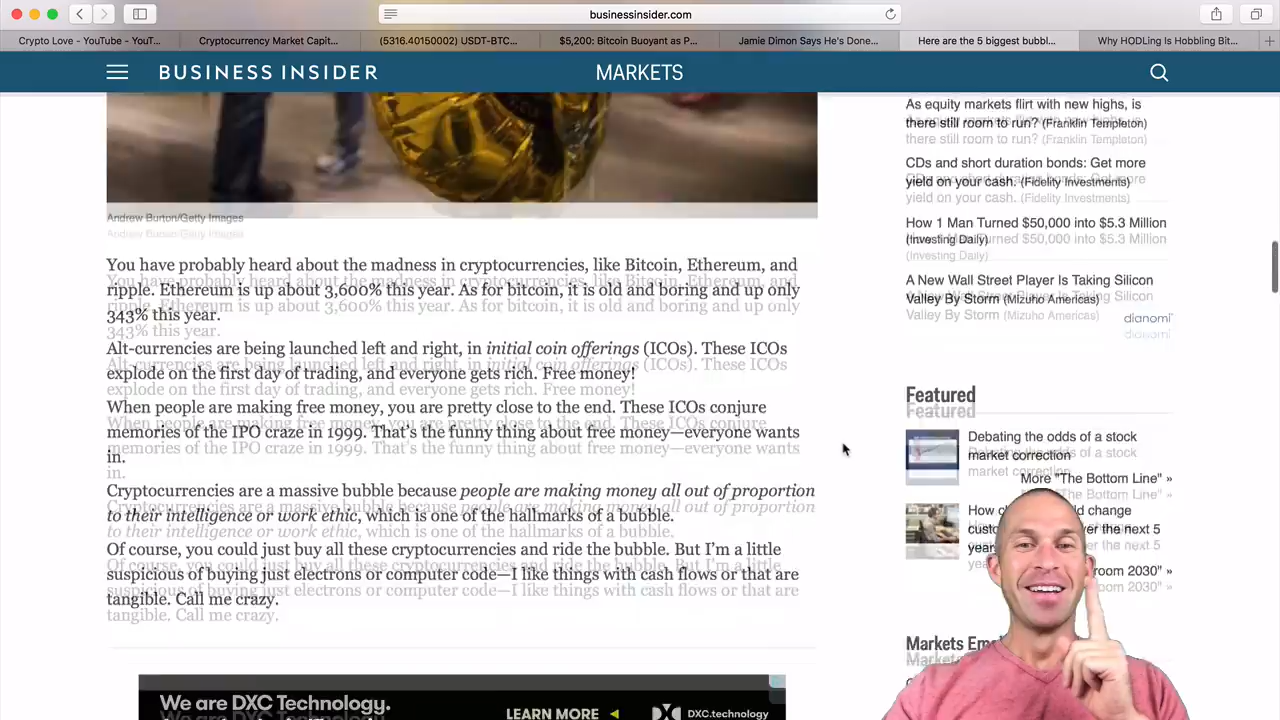 businessinsider.com
Crypto Love - YouTube - YouT...
Cryptocurrency Market Capit...
(5316.40150002) USDT-BTC...
$5,200: Bitcoin Buoyant as P...
Jamie Dimon Says He's Done...
Here are the 5 biggest bubbl...
Why HODLing Is Hobbling Bit...
BUSINESS INSIDER
MARKETS
Andrew Burton/Getty Images
You have probably heard about the madness in cryptocurrencies, like Bitcoin, Ethereum, and
ripple. Ethereum is up about 3,600% this year. As for bitcoin, it is old and boring and up only
343% this year.
Alt-currencies are being launched left and right, in initial coin offerings (ICOs). These ICOs
explode on the first day of trading, and everyone gets rich. Free money!
When people are making free money, you are pretty close to the end. These ICOs conjure
memories of the IPO craze in 1999. That's the funny thing about free money—everyone wants
in.
Cryptocurrencies are a massive bubble because people are making money all out of proportion
to their intelligence or work ethic, which is one of the hallmarks of a bubble.
Of course, you could just buy all these cryptocurrencies and ride the bubble. But I'm a little
suspicious of buying just electrons or computer code—I like things with cash flows or that are
tangible. Call me crazy.
We are DXC Technology.
LEARN MORE
DXC.technology
As equity markets flirt with new highs, is
there still room to run? (Franklin Templeton)
CDs and short duration bonds: Get more
yield on your cash. (Fidelity Investments)
How 1 Man Turned $50,000 into $5.3 Million
(Investing Daily)
A New Wall Street Player Is Taking Silicon
Valley By Storm (Mizuho Americas)
dianomi
Featured
Debating the odds of a stock
market correction
More "The Bottom Line" »
How
change
over the next 5
room 2030" »
Markets